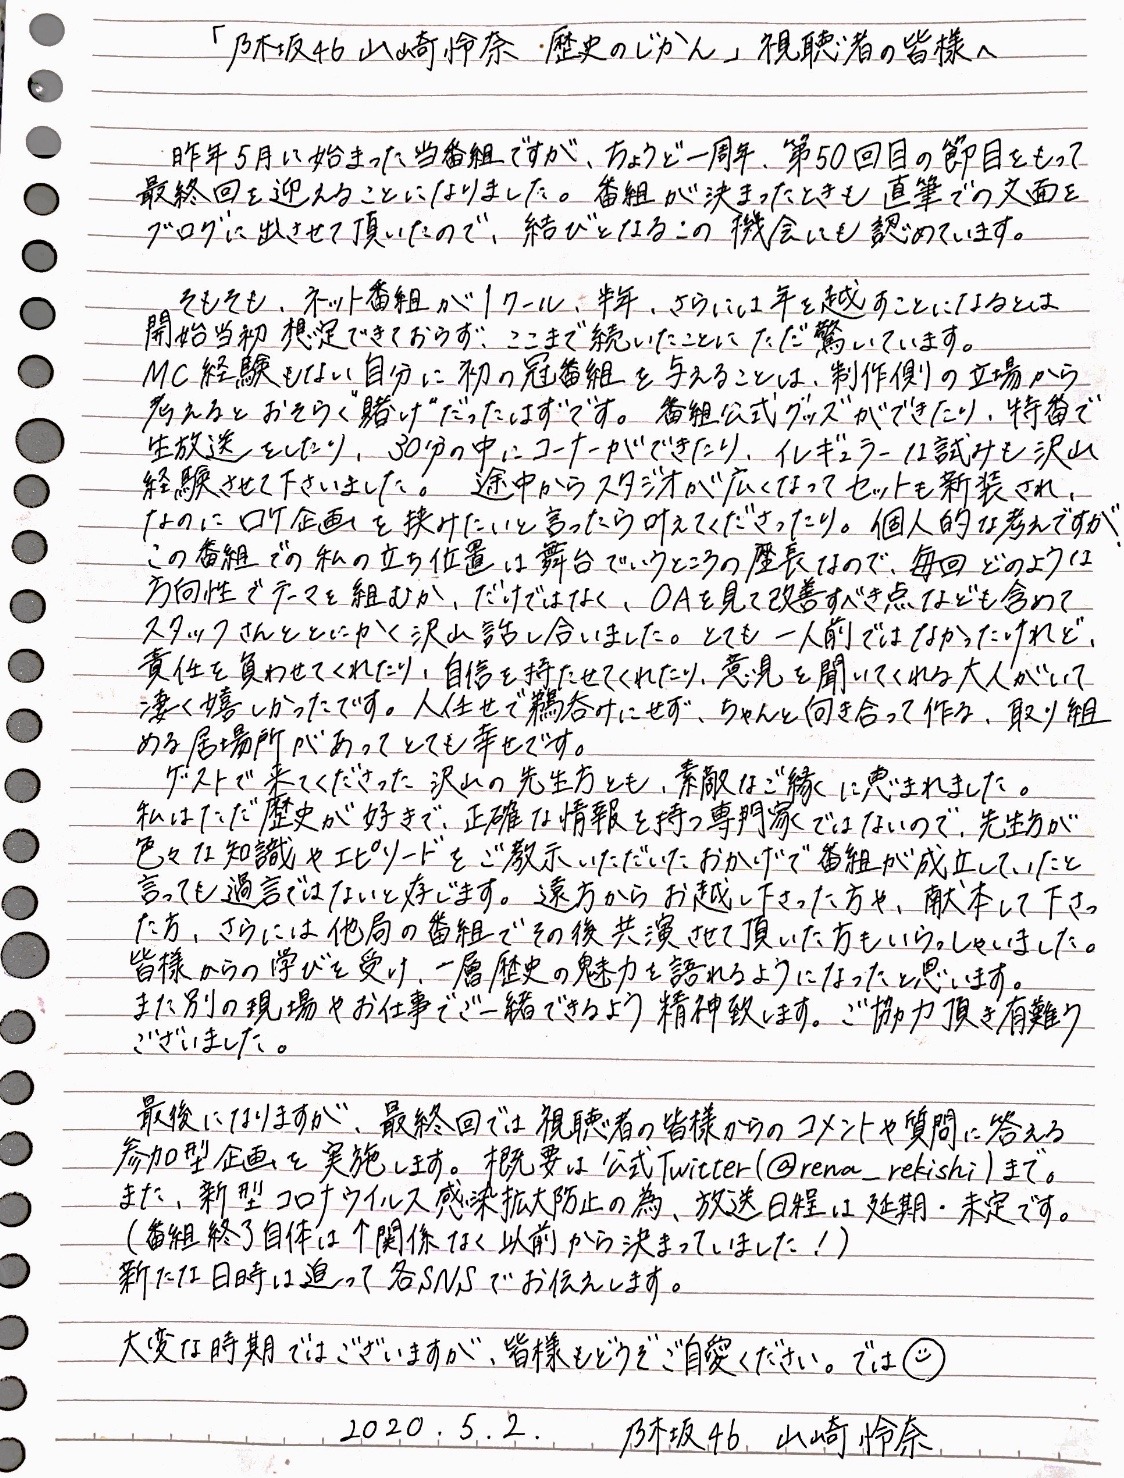 「乃木坂46 山崎怜奈 歴史のじかん」視聴者の皆様へ
昨年5月に始まった当番組ですが、ちょうど一周年、第50回目の節目をもって
最終回を迎えることになりました。番組が決まったときも直筆での文面を
ブログに出させて頂いたので、結びとなるこの機会にも認めています。
そもそも、ネット番組が1クール、半年、さらには年を越すことになるとは
開始当初想定できておらず、ここまで続いたことにただ驚いています。
MC経験もない自分に初の冠番組を与えることは、制作側の立場から
考えるとおそらく"賭け"だったはずです。番組公式グッズができたり、特番で
生放送をしたり、30分の中にコーナーができたり、イレギュラーな試みも沢山
経験させて下さいました。途中からスタジオが広くなってセットも新装され、
なのにロケ企画を挟みたいと言ったら叶えてくださったり。個人的な考えですが、
この番組での私の立ち位置は舞台でいうところの座長なので、毎回どのような
方向性でテーマを組むか、だけではなく、OAを見て改善すべき点なども含めて
スタッフさんととにかく沢山話し合いました。とても一人前ではなかったけれど、
責任を負わせてくれたり、自信を持たせてくれたり、意見を聞いてくれる大人がいて
凄く嬉しかったです。人任せで鵜呑みにせず、ちゃんと向き合って作る、取り組
める居場所があってとても幸せです。
ゲストで来てくださった沢山の先生方とも、素敵なご縁に恵まれました。
私はただ歴史が好きで、正確な情報を持つ専門家ではないので、先生方が
色々な知識やエピソードをご教示いただいたおかげで番組が成立していたと
言っても過言ではないと存じます。遠方からお越し下さった方や、献本して下さっ
た方、さらには他局の番組でその後共演させて頂いた方もいらっしゃいました。
皆様からの学びを受け、一層歴史の魅力を語れるようになったと思います。
また別の現場やお仕事でご一緒できるよう精神致します。ご協力頂き有難う
ございました。
最後になりますが、最終回では視聴者の皆様からのコメントや質問に答える
参加型企画を実施します。概要は公式Twitter(@rena_rekishi)まで。
また、新型コロナウイルス感染拡大防止の為、放送日程は延期・未定です。
(番組終了自体は↑関係なく以前から決まっていました！)
新たな日時は追って各SNSでお伝えします。
大変な時期ではございますが、皆様もどうぞご自愛ください。では☺
2020.5.2. 乃木坂46 山崎怜奈